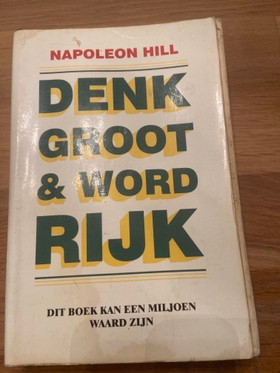 NAPOLEON HILL
DENK
GROOT
& WORD
RIJK
DIT BOEK KAN EEN MILJOEN
WAARD ZIJN